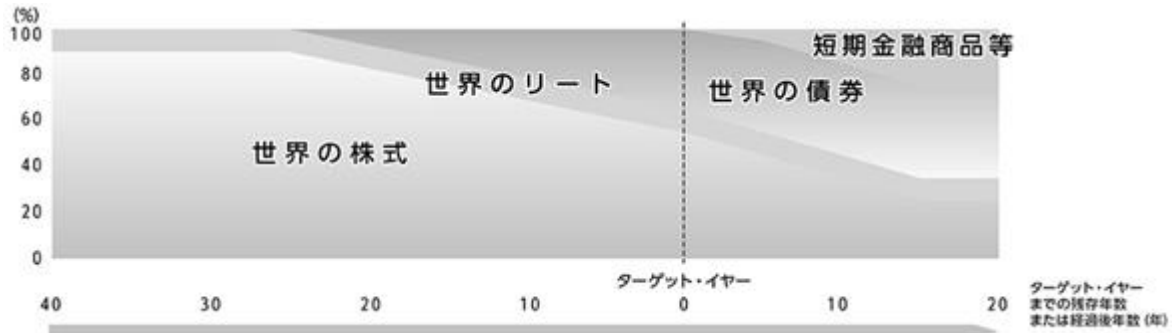 (%)
100
80
60
40
20
0
短期金融商品等
世界のリート
世界の債券
世界の株式
ターゲット・イヤー
40 30 20 10 0 10 20
ターゲット・イヤー
までの残存年数
または経過後年数(年)